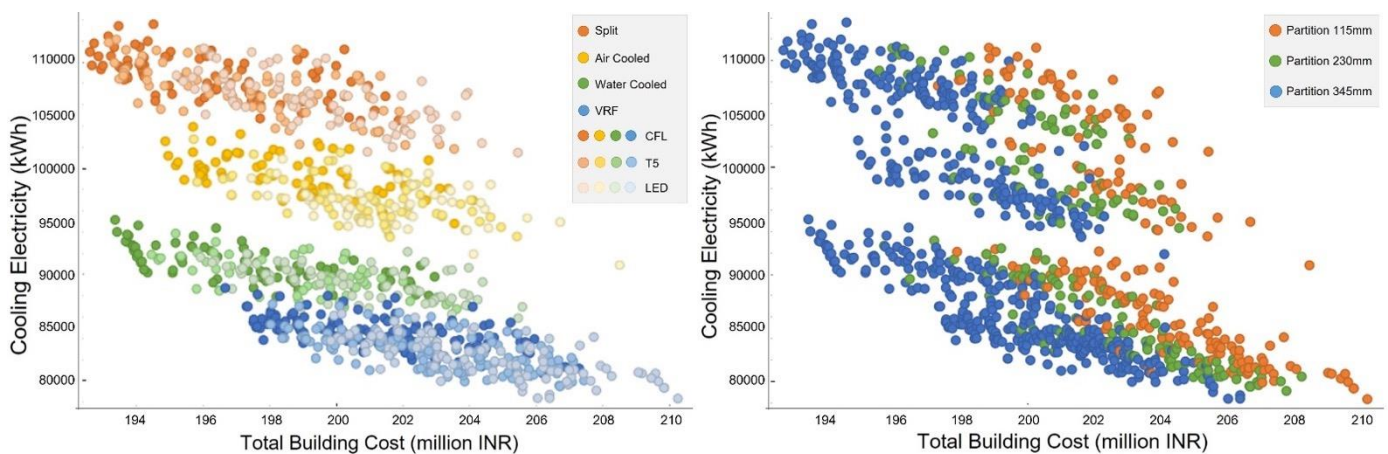 Cooling Electricity (kWh)
110000
105000
100000
95000
90000
85000
80000
194 196 198 200 202 204 206 208 210
Total Building Cost (million INR)
Split
Air Cooled
Water Cooled
VRF
CFL
T5
LED
Cooling Electricity (kWh)
110000
105000
100000
95000
90000
85000
80000
194 196 198 200 202 204 206 208 210
Total Building Cost (million INR)
Partition 115mm
Partition 230mm
Partition 345mm